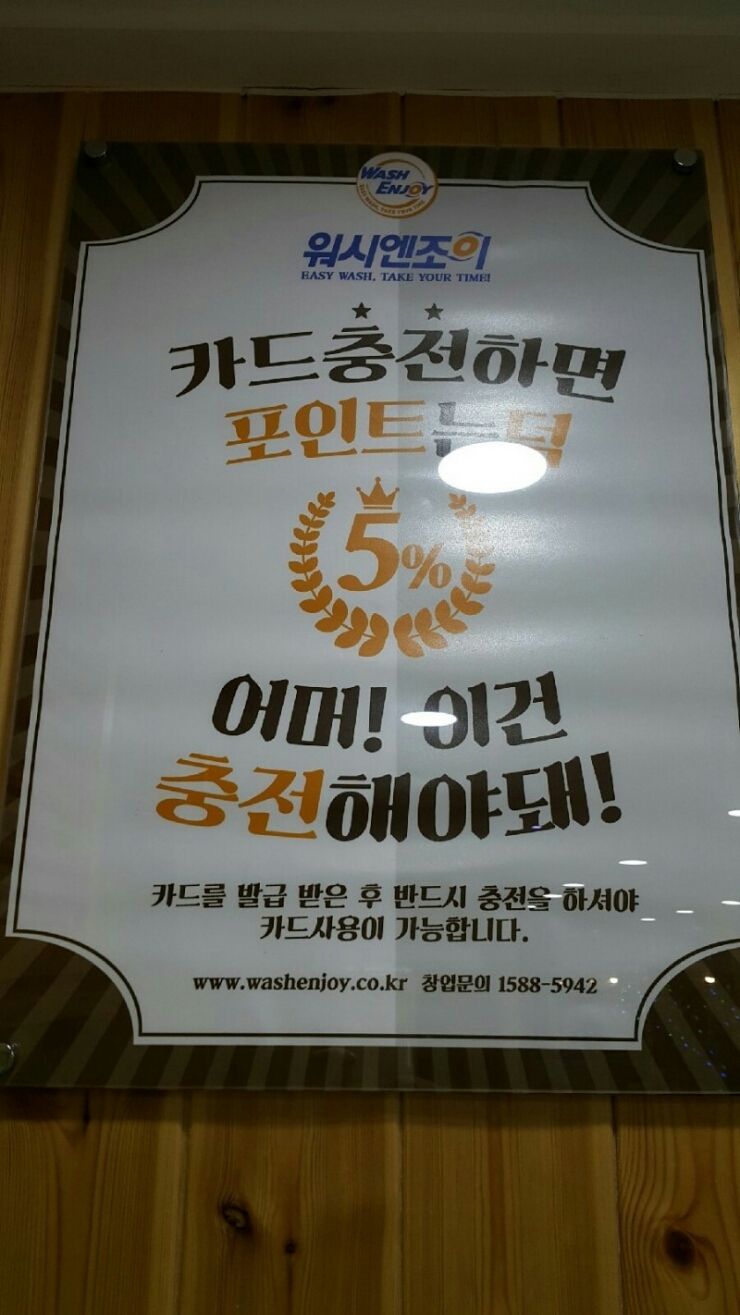 WASH
ENJOY
워시엔조이
EASY WASH, TAKE YOUR TIME!
카드충전하면
포인트는덤
5%
어머! 이건
충전해야돼!
카드를 발급 받은 후 반드시 충전을 하셔야
카드사용이 가능합니다.
www.washenjoy.co.kr 창업문의 1588-5942